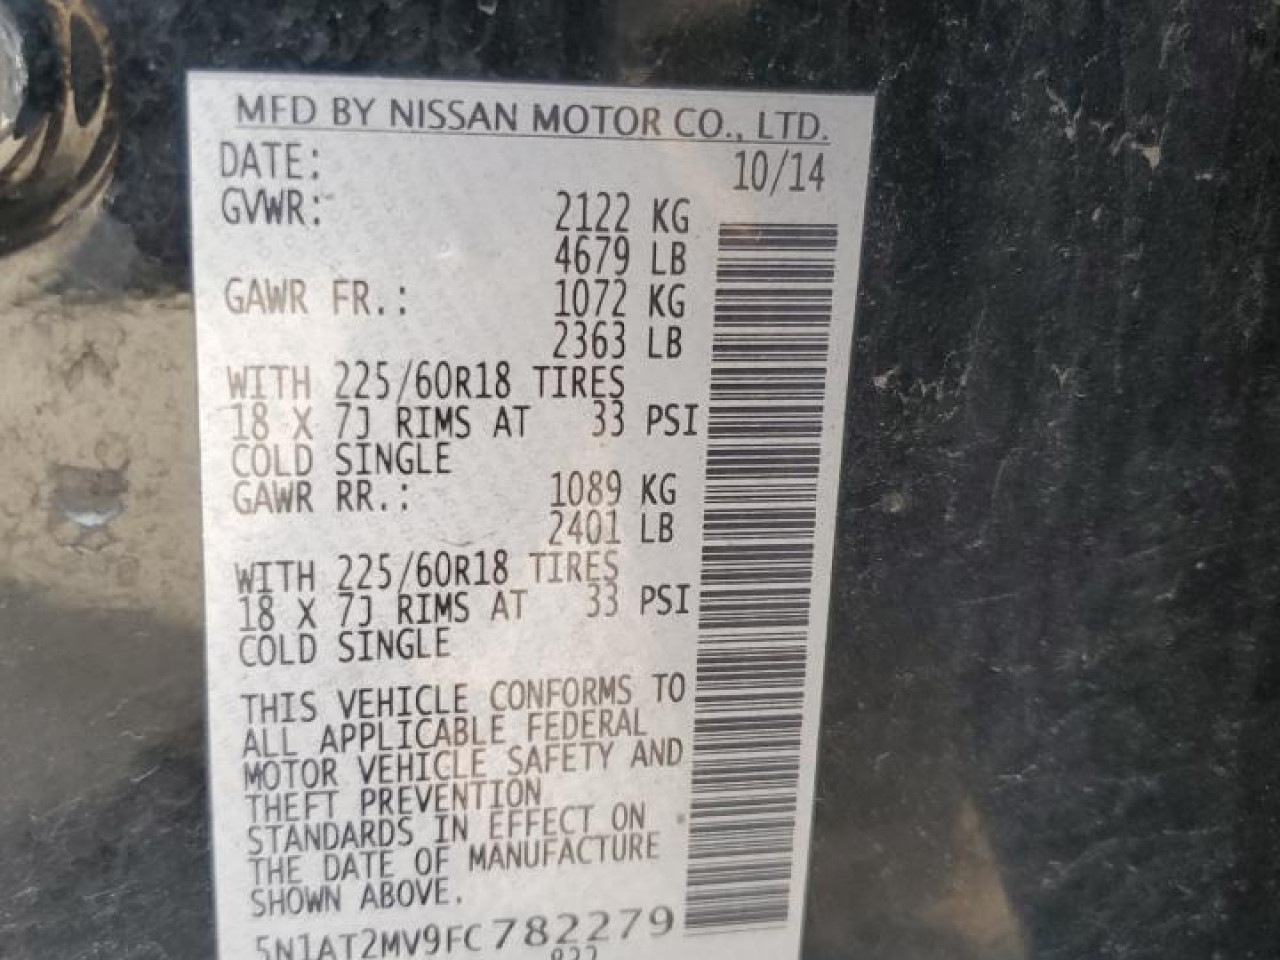 MFD BY NISSAN MOTOR CO., LTD.
DATE: 10/14
GVWR: 2122 KG
4679 LB
GAWR FR.: 1072 KG
2363 LB
WITH 225/60R18 TIRES
18 X 7J RIMS AT 33 PSI
COLD SINGLE
GAWR RR.: 1089 KG
2401 LB
WITH 225/60R18 TIRES
18 X 7J RIMS AT 33 PSI
COLD SINGLE
THIS VEHICLE CONFORMS TO
ALL APPLICABLE FEDERAL
MOTOR VEHICLE SAFETY AND
THEFT PREVENTION
STANDARDS IN EFFECT ON
THE DATE OF MANUFACTURE
SHOWN ABOVE.
5N1AT2MV9FC782279